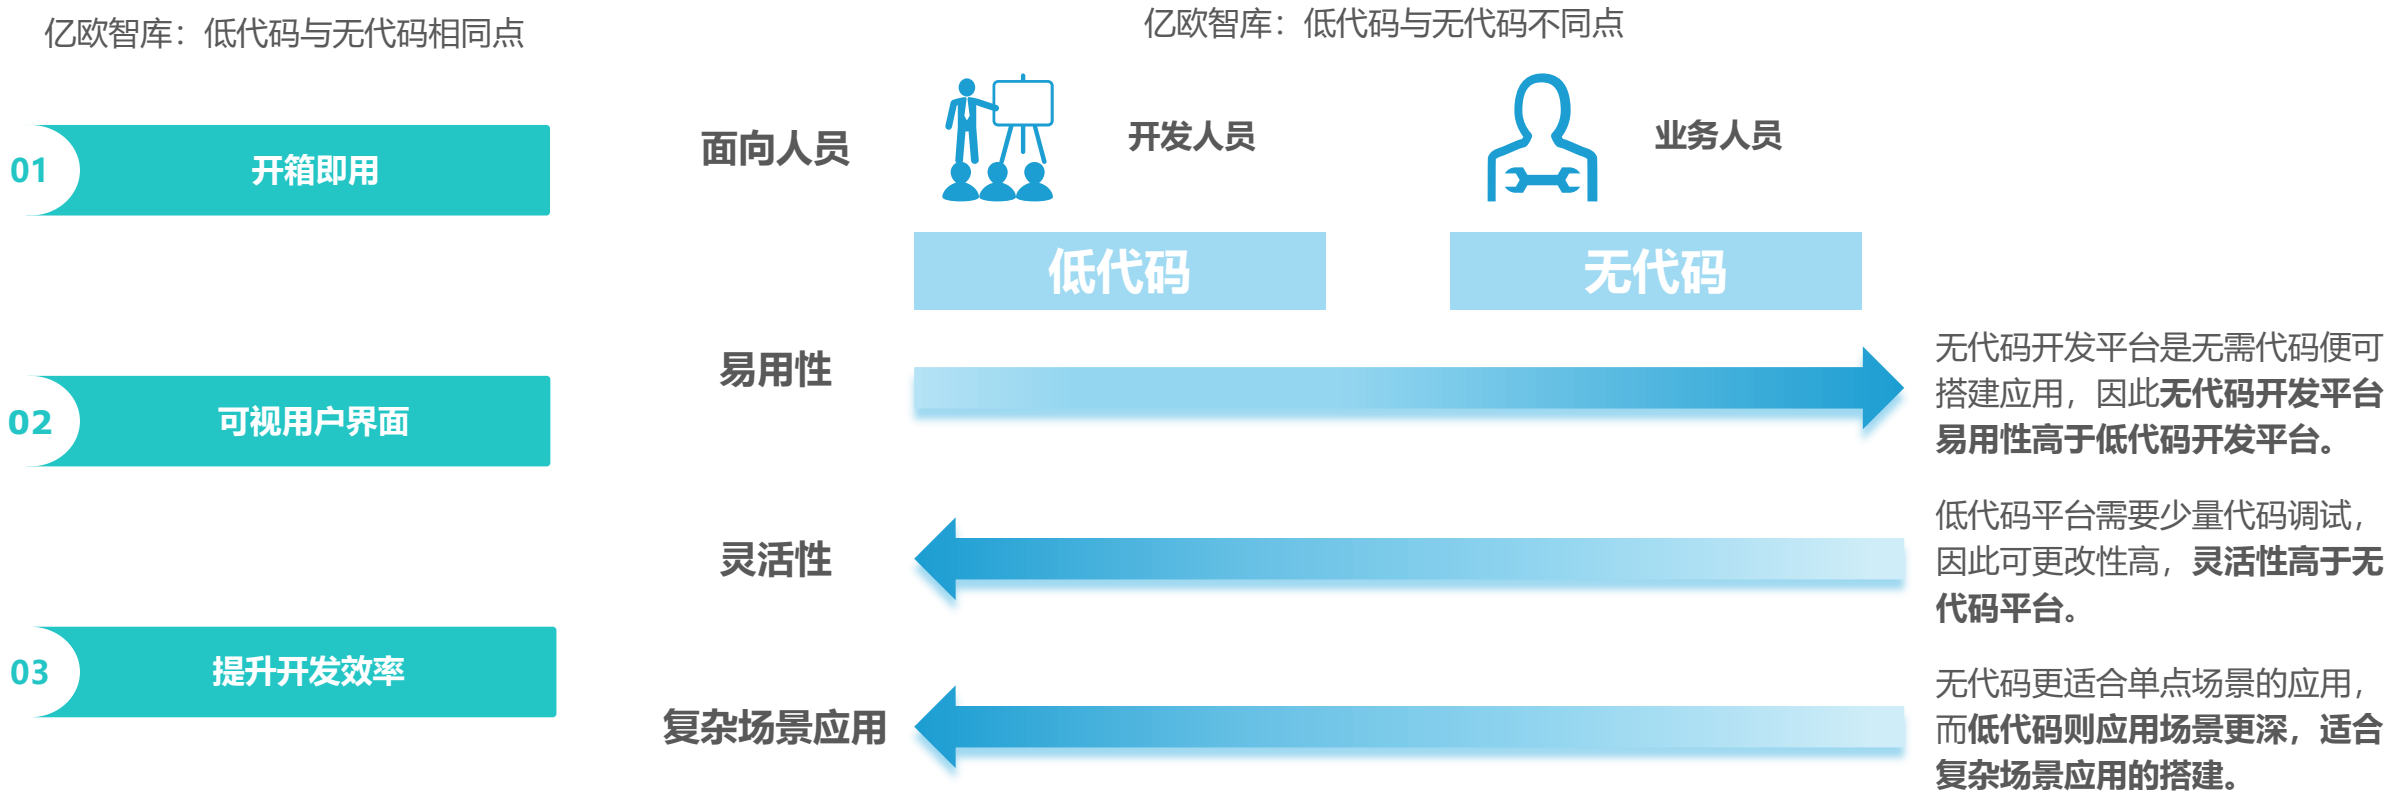 亿欧智库：低代码与无代码相同点
01
开箱即用
02
可视用户界面
03
提升开发效率
亿欧智库：低代码与无代码不同点
面向人员
开发人员
业务人员
低代码
无代码
易用性
无代码开发平台是无需代码便可
搭建应用，因此无代码开发平台
易用性高于低代码开发平台。
灵活性
低代码平台需要少量代码调试，
因此可更改性高，灵活性高于无
代码平台。
复杂场景应用
无代码更适合单点场景的应用，
而低代码则应用场景更深，适合
复杂场景应用的搭建。